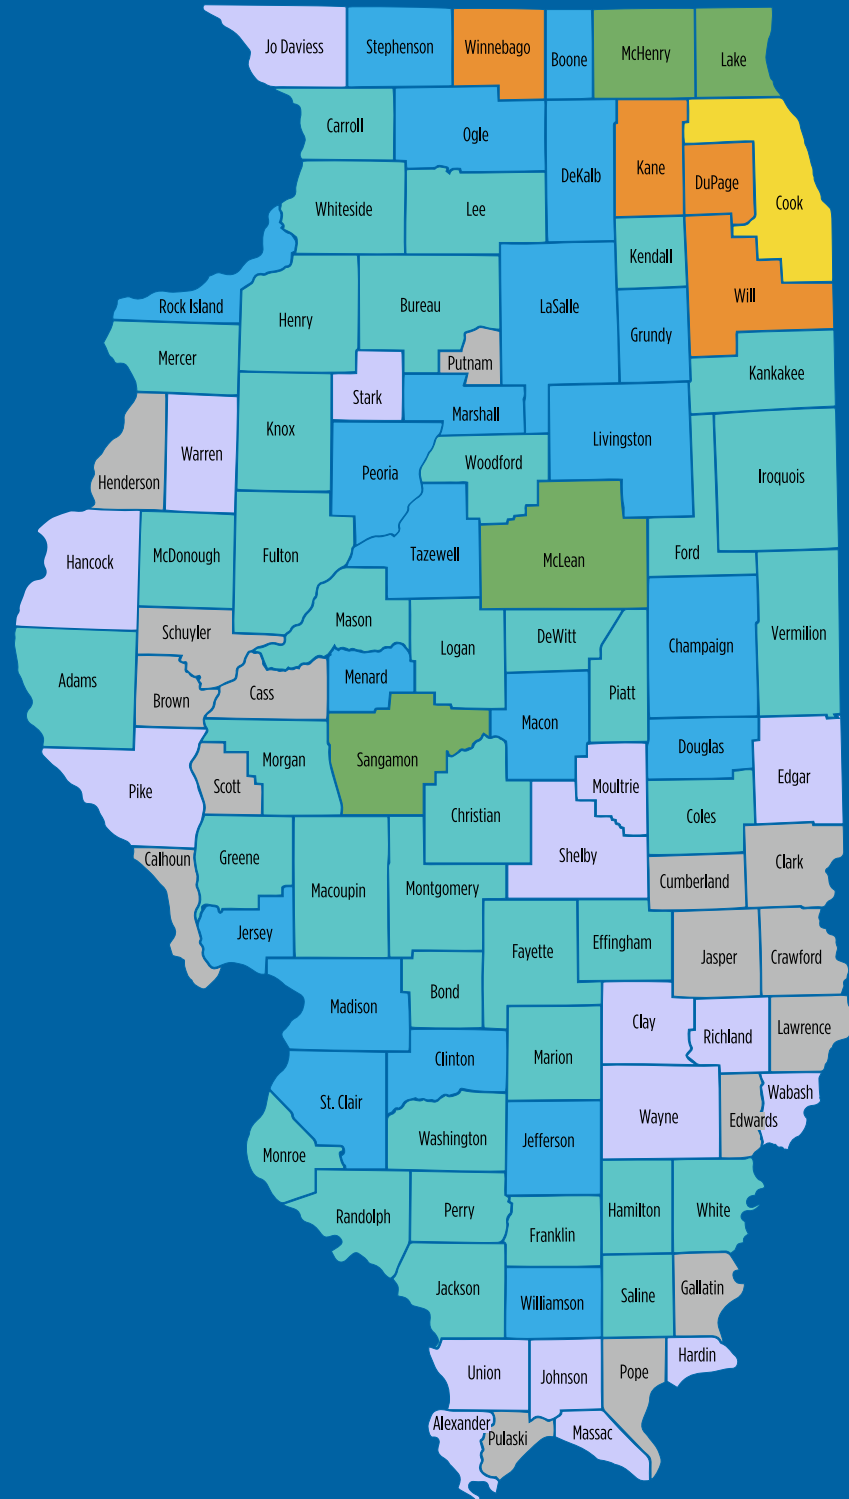 Jo Daviess
Stephenson
Winnebago
Boone
McHenry
Lake
Carroll
Ogle
DeKalb
Kane
DuPage
Cook
Whiteside
Lee
Kendall
Rock Island
Henry
Bureau
LaSalle
Will
Grundy
Mercer
Putnam
Kankakee
Stark
Marshall
Knox
Livingston
Warren
Henderson
Peoria
Woodford
Iroquois
Hancock
McDonough
Fulton
Tazewell
McLean
Ford
Schuyler
Mason
Logan
DeWitt
Champaign
Vermilion
Adams
Brown
Cass
Menard
Piatt
Macon
Pike
Scott
Morgan
Sangamon
Moultrie
Douglas
Edgar
Christian
Coles
Calhoun
Greene
Shelby
Clark
Macoupin
Montgomery
Cumberland
Jersey
Fayette
Effingham
Jasper
Crawford
Madison
Bond
Clay
Richland
Lawrence
Clinton
Marion
St. Clair
Wayne
Edwards
Wabash
Monroe
Washington
Jefferson
Randolph
Perry
Franklin
Hamilton
White
Jackson
Williamson
Saline
Gallatin
Union
Johnson
Pope
Hardin
Alexander
Pulaski
Massac